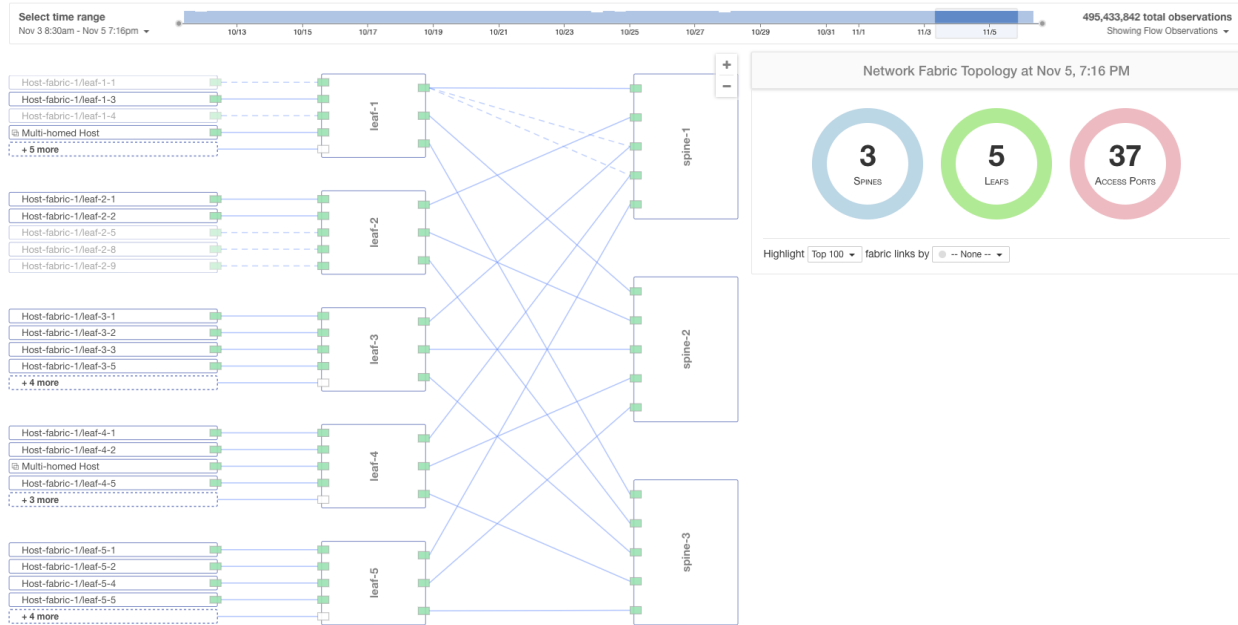 Select time range
Nov 3 8:30am - Nov 5 7:16pm
10/13 10/15 10/17 10/19 10/21 10/23 10/25 10/27 10/29 10/31 11/1 11/3 11/5
495,433,842 total observations
Showing Flow Observations
Host-fabric-1/leaf-1-1
Host-fabric-1/leaf-1-3
Host-fabric-1/leaf-1-4
Multi-homed Host
+ 5 more
leaf-1
Host-fabric-1/leaf-2-1
Host-fabric-1/leaf-2-2
Host-fabric-1/leaf-2-5
Host-fabric-1/leaf-2-8
Host-fabric-1/leaf-2-9
leaf-2
Host-fabric-1/leaf-3-1
Host-fabric-1/leaf-3-2
Host-fabric-1/leaf-3-3
Host-fabric-1/leaf-3-5
+ 4 more
leaf-3
Host-fabric-1/leaf-4-1
Host-fabric-1/leaf-4-2
Multi-homed Host
Host-fabric-1/leaf-4-5
+ 3 more
leaf-4
Host-fabric-1/leaf-5-1
Host-fabric-1/leaf-5-2
Host-fabric-1/leaf-5-4
Host-fabric-1/leaf-5-5
+ 4 more
leaf-5
spine-1
spine-2
spine-3
+
−
Network Fabric Topology at Nov 5, 7:16 PM
3
Spines
5
Leafs
37
Access Ports
Highlight Top 100 fabric links by -- None --